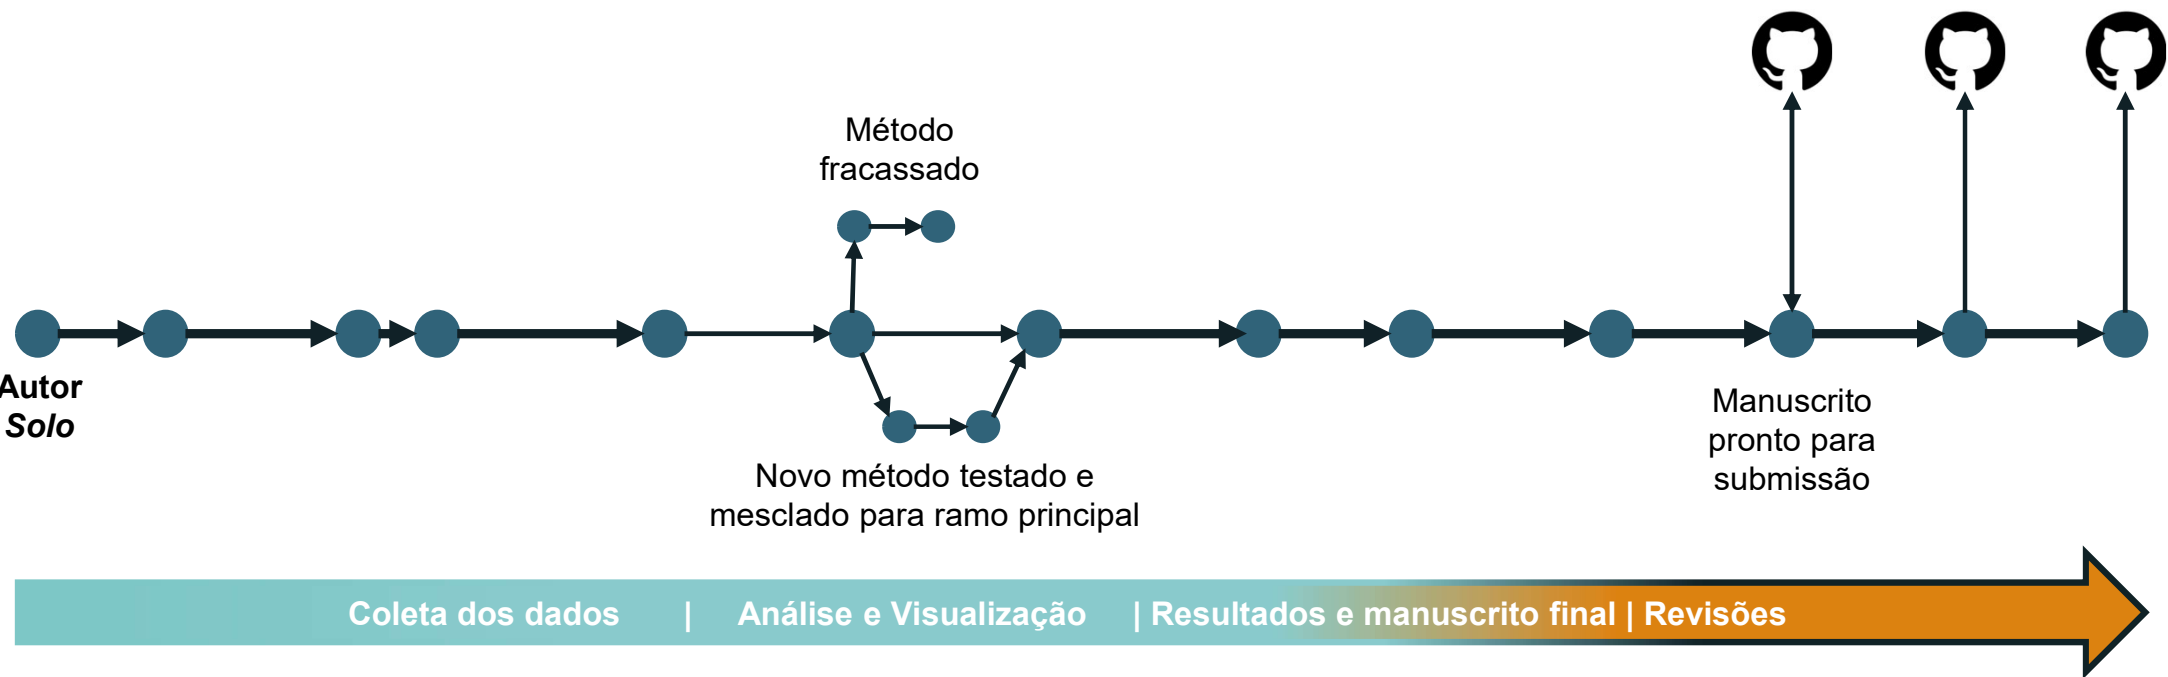 Método
fracassado
Autor
Solo
Novo método testado e
mesclado para ramo principal
Manuscrito
pronto para
submissão
Coleta dos dados | Análise e Visualização | Resultados e manuscrito final | Revisões